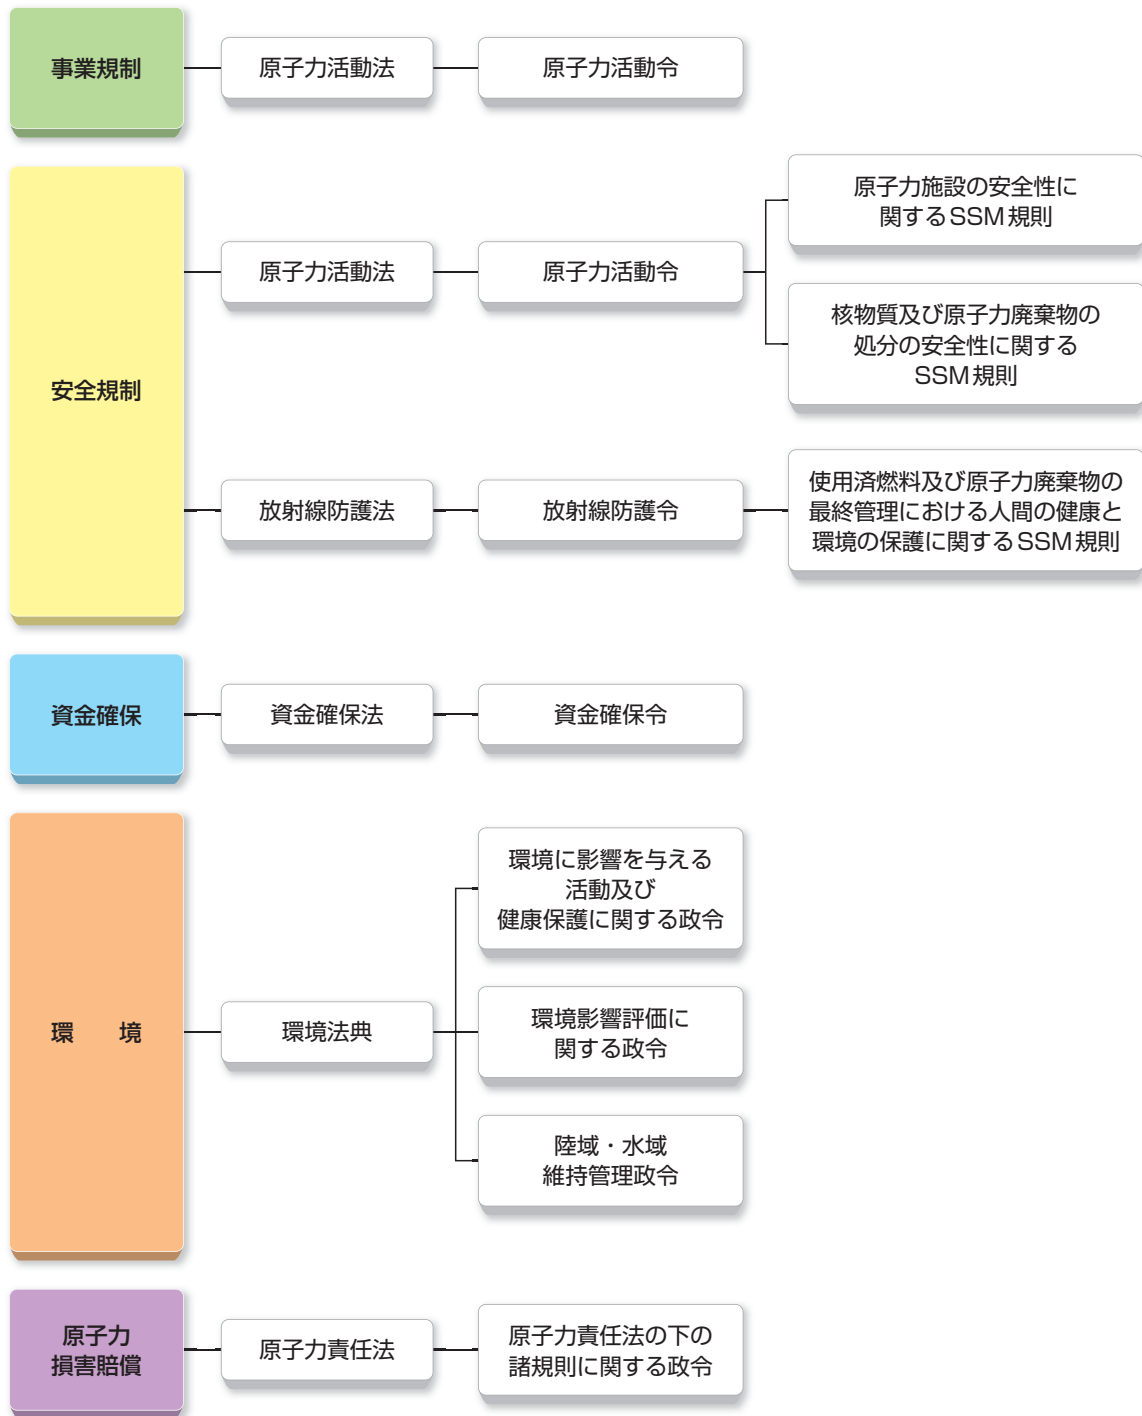 事業規制
原子力活動法
原子力活動令
安全規制
原子力活動法
原子力活動令
原子力施設の安全性に
関するSSM規則
核物質及び原子力廃棄物の
処分の安全性に関する
SSM規則
放射線防護法
放射線防護令
使用済燃料及び原子力廃棄物の
最終管理における人間の健康と
環境の保護に関するSSM規則
資金確保
資金確保法
資金確保令
環　境
環境法典
環境に影響を与える
活動及び
健康保護に関する政令
環境影響評価に
関する政令
陸域・水域
維持管理政令
原子力
損害賠償
原子力責任法
原子力責任法の下の
諸規則に関する政令